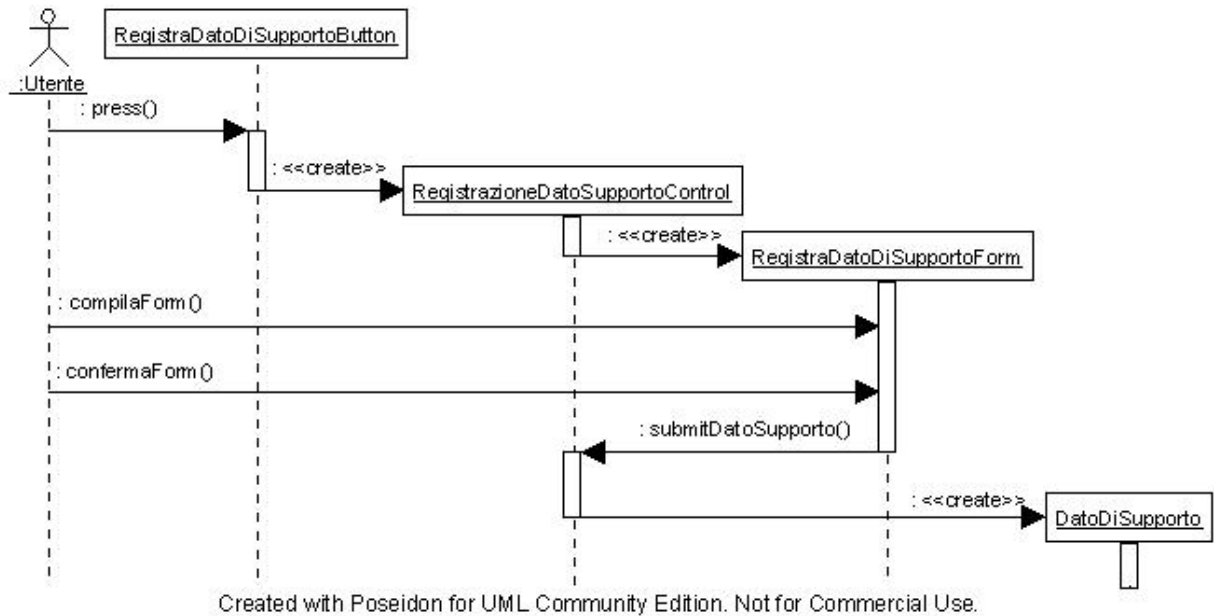 RegistraDatoDiSupportoButton
:Utente
: press()
: <<create>>
RegistrazioneDatoSupportoControl
: <<create>>
RegistraDatoDiSupportoForm
: compilaForm()
: confermaForm()
: submitDatoSupporto()
: <<create>>
DatoDiSupporto
Created with Poseidon for UML Community Edition. Not for Commercial Use.